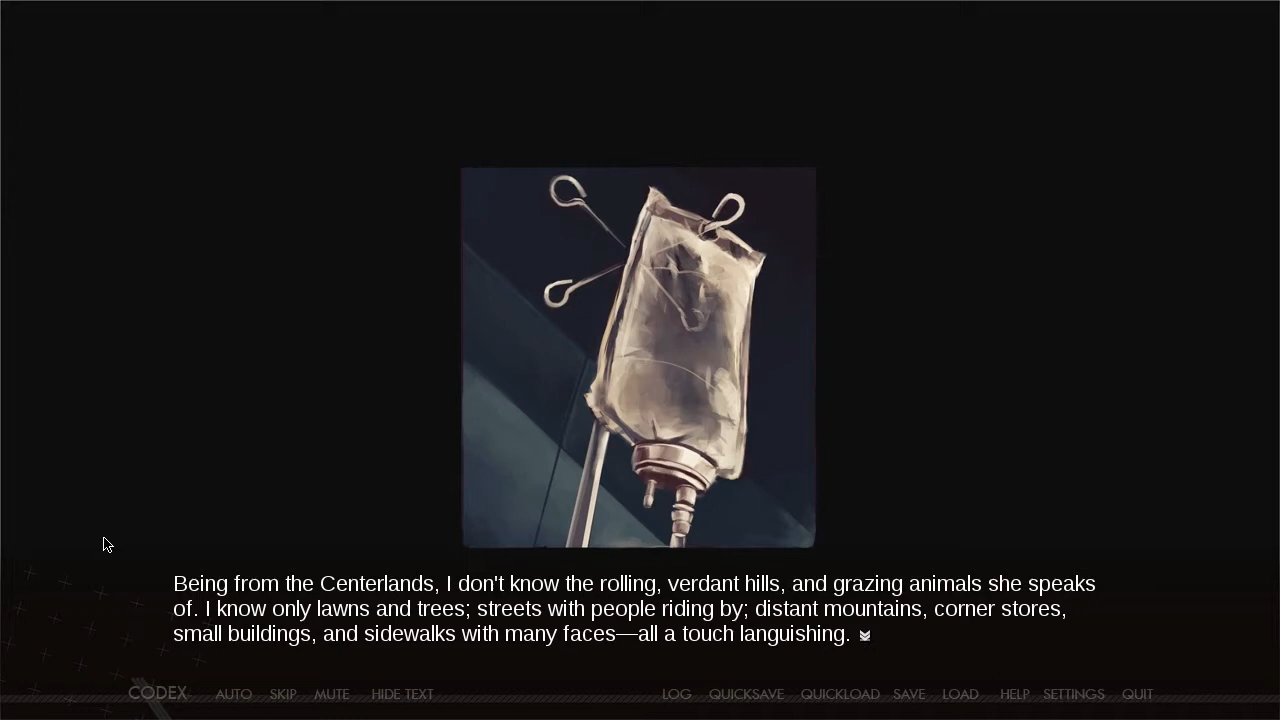 Being from the Centerlands, I don't know the rolling, verdant hills, and grazing animals she speaks
of. I know only lawns and trees; streets with people riding by; distant mountains, corner stores,
small buildings, and sidewalks with many faces—all a touch languishing.
CODEX AUTO SKIP MUTE HIDE TEXT LOG QUICKSAVE QUICKLOAD SAVE LOAD HELP SETTINGS QUIT